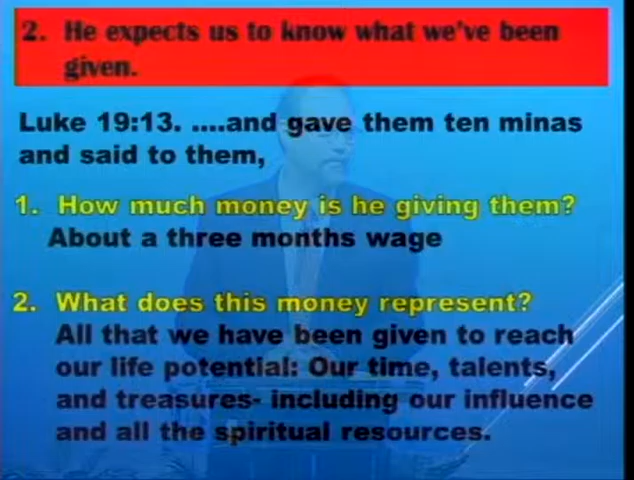 2. He expects us to know what we've been
given.
Luke 19:13. ....and gave them ten minas
and said to them,
1. How much money is he giving them?
About a three months wage
2. What does this money represent?
All that we have been given to reach
our life potential: Our time, talents,
and treasures- including our influence
and all the spiritual resources.